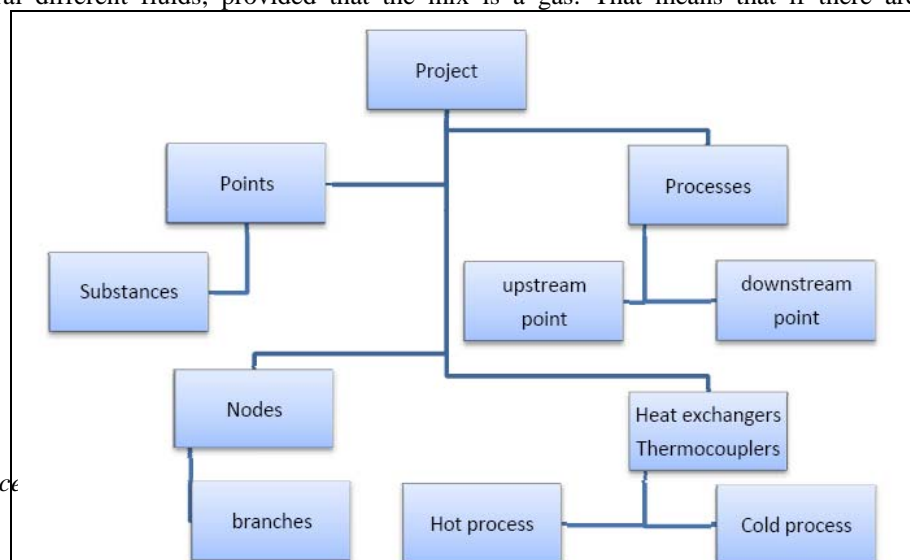 different fluids, provided that the mix is a gas. That means that if there are
Project
Points
Processes
Substances
upstream
point
downstream
point
Nodes
Heat exchangers
Thermocouplers
branches
Hot process
Cold process